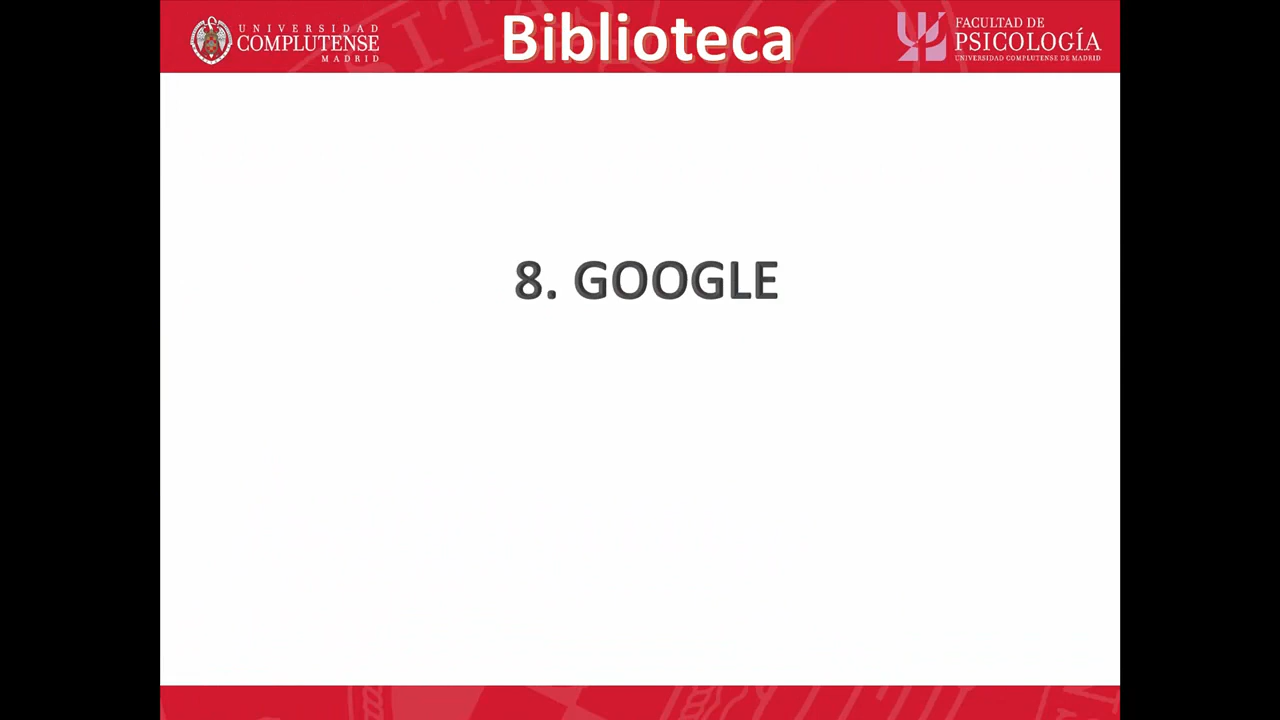 UNIVERSIDAD
COMPLUTENSE
MADRID
Biblioteca
FACULTAD DE
PSICOLOGÍA
UNIVERSIDAD COMPLUTENSE DE MADRID
8. GOOGLE